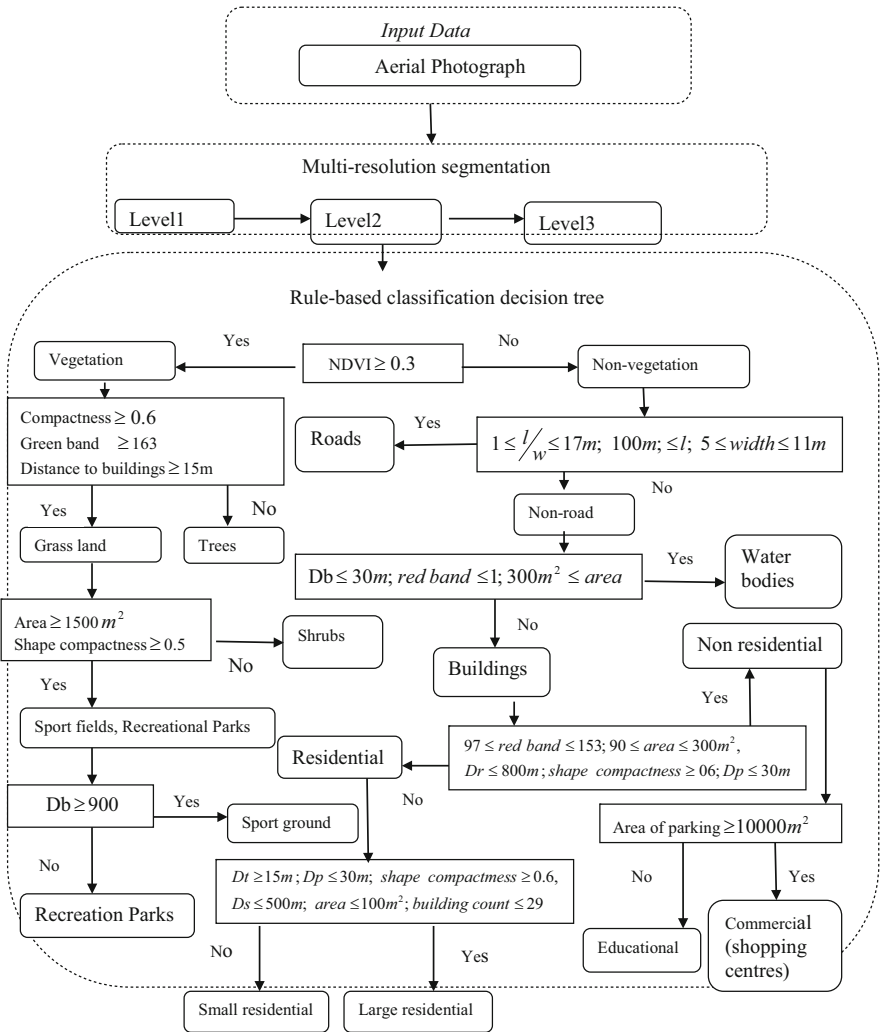 Input Data
Aerial Photograph
Multi-resolution segmentation
Level1
Level2
Level3
Rule-based classification decision tree
Vegetation
Yes
NDVI ≥ 0.3
No
Non-vegetation
Compactness ≥ 0.6
Green band ≥163
Distance to buildings ≥ 15m
Roads
Yes
1 ≤ l/w ≤ 17m; 100m; ≤ l; 5 ≤ width ≤ 11m
No
Yes
No
Non-road
Grass land
Trees
Db ≤ 30m; red band ≤ 1; 300m² ≤ area
Yes
Water
bodies
Area ≥ 1500 m²
Shape compactness ≥ 0.5
No
Shrubs
No
Buildings
Non residential
Yes
Yes
Sport fields, Recreational Parks
Residential
97 ≤ red band ≤ 153; 90 ≤ area ≤ 300m²,
Dr ≤ 800m; shape compactness ≥ 06; Dp ≤ 30m
No
Db ≥ 900
Yes
Sport ground
Area of parking ≥ 10000m²
No
Dt ≥ 15m; Dp ≤ 30m; shape compactmess ≥ 0.6,
Ds ≤ 500m; area ≤ 100m²; building count ≤ 29
No
Yes
Recreation Parks
Educational
Commercial
(shopping
centres)
No
Yes
Small residential
Large residential